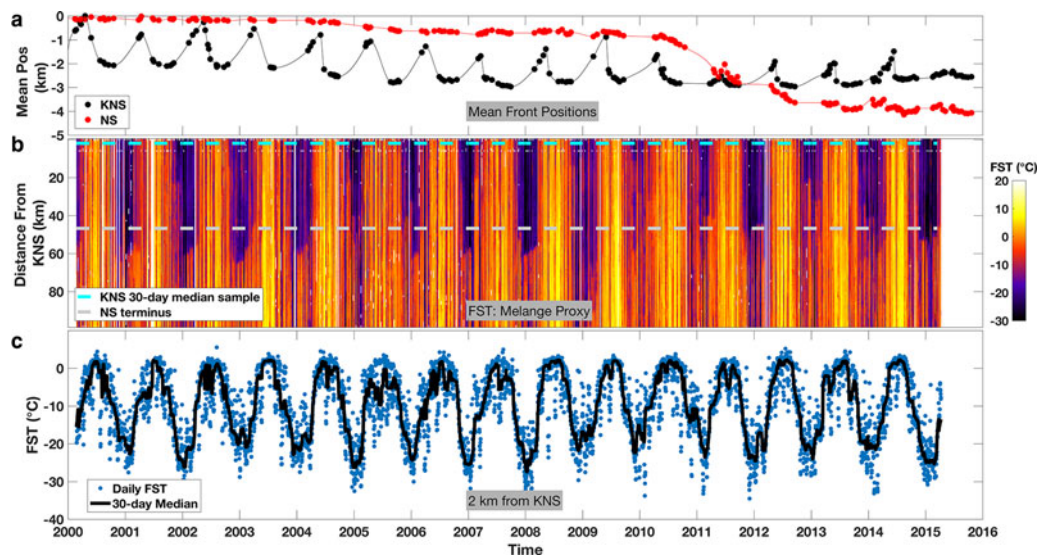 a
0
-1
-2
-3
-4
-5
Mean Pos
(km)
KNS
NS
Mean Front Positions
b
20
40
60
80
Distance From
KNS (km)
KNS 30-day median sample
NS terminus
FST: Melange Proxy
FST (°C)
20
10
0
-10
-20
-30
c
0
-10
-20
-30
-40
FST (°C)
Daily FST
30-day Median
2 km from KNS
2000 2001 2002 2003 2004 2005 2006 2007 2008 2009 2010 2011 2012 2013 2014 2015 2016
Time